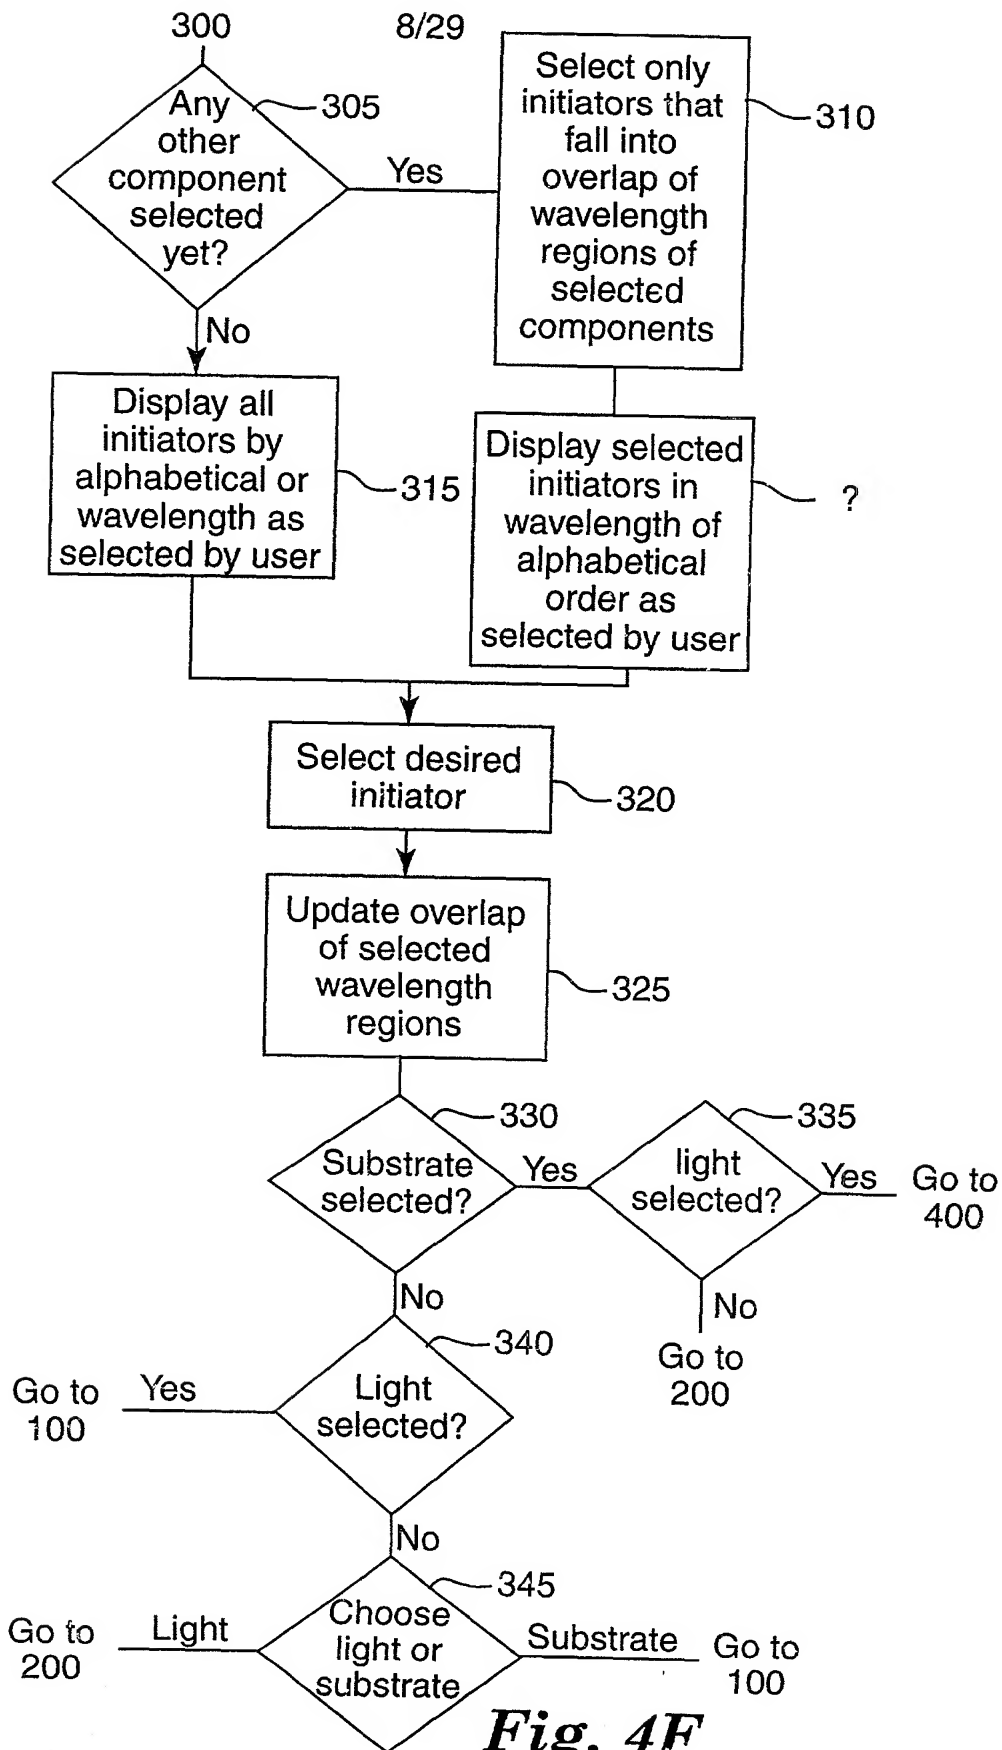 300
8/29
Any
other
component
selected
yet?
305
Yes
No
Select only
initiators that
fall into
overlap of
wavelength
regions of
selected
components
310
Display all
initiators by
alphabetical or
wavelength as
selected by user
315
Display selected
initiators in
wavelength of
alphabetical
order as
selected by user
?
Select desired
initiator
320
Update overlap
of selected
wavelength
regions
325
Substrate
selected?
330
Yes
light
selected?
335
Yes
Go to
400
No
Go to
200
No
Light
selected?
340
Yes
Go to
100
No
Choose
light or
substrate
345
Light
Go to
200
Substrate
Go to
100
Fig. 4F